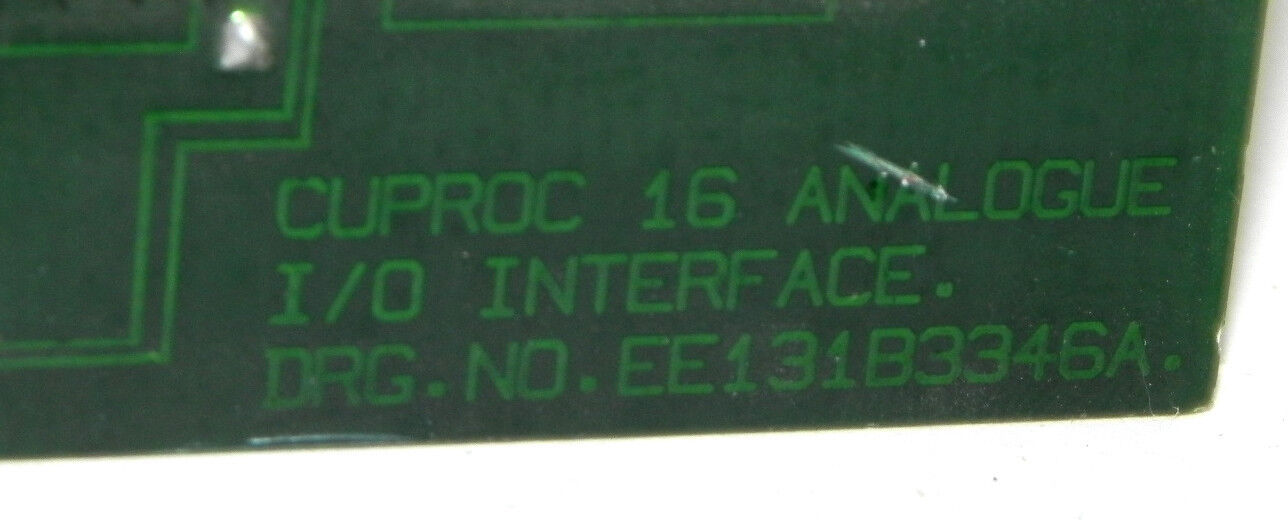 CUPROC 16 ANALOGUE
I/O INTERFACE.
DRG.NO.EE131B3346A.